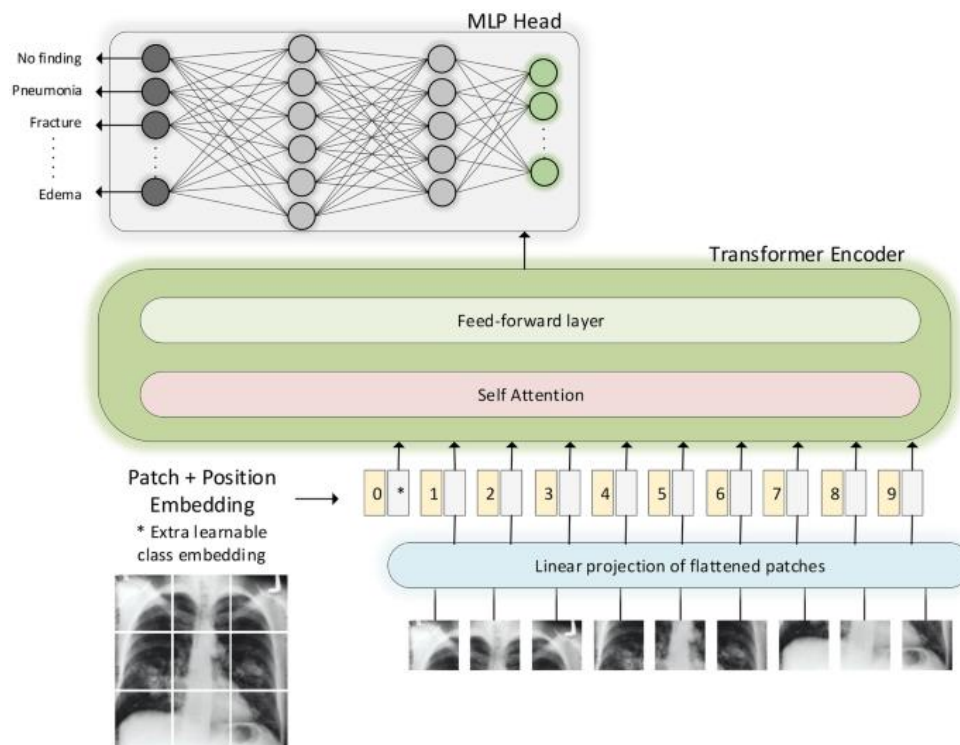 MLP Head
No finding
Pneumonia
Fracture
Edema
Transformer Encoder
Feed-forward layer
Self Attention
Patch + Position
Embedding
* Extra learnable
class embedding
0 * 1 2 3 4 5 6 7 8 9
Linear projection of flattened patches